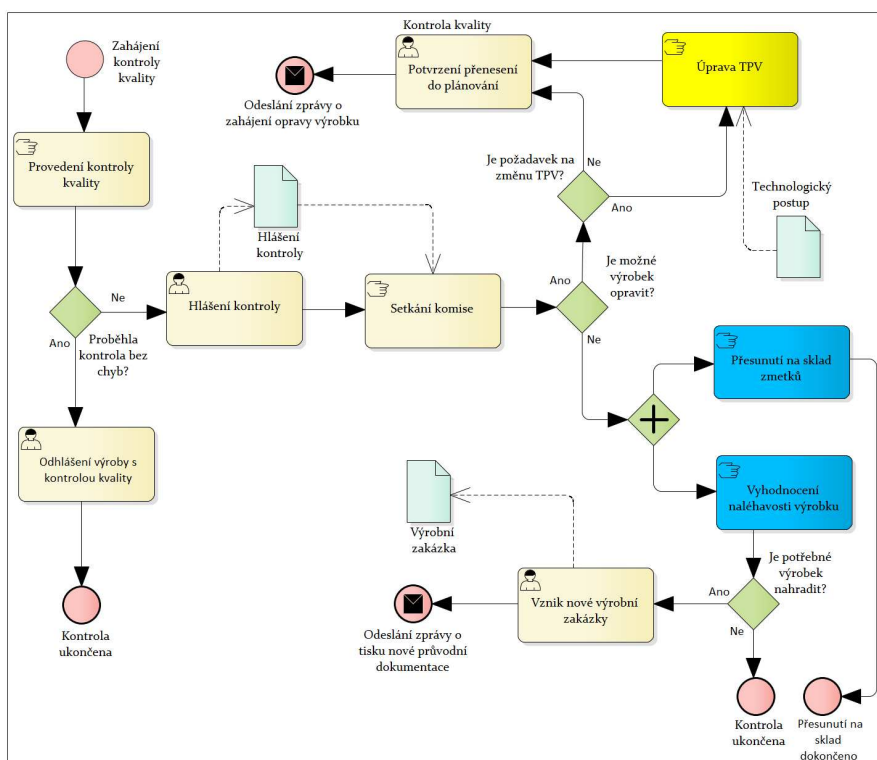 Zahájení
kontroly
kvality
Provedení kontroly
kvality
Ne
Ano
Proběhla
kontrola bez
chyb?
Odhlášení výroby s
kontrolou kvality
Kontrola
ukončena
Hlášení kontroly
Hlášení
kontroly
Setkání komise
Ano
Je možné
výrobek
opravit?
Ne
Je požadavek na
změnu TPV?
Ne
Ano
Kontrola kvality
Potvrzení přenesení
do plánování
Odeslání zprávy o
zahájení opravy výrobku
Úprava TPV
Technologický
postup
Přesunutí na sklad
zmetků
Vyhodnocení
naléhavosti výrobku
Je potřebné
výrobek
nahradit?
Ano
Ne
Vznik nové výrobní
zakázky
Výrobní
zakázka
Odeslání zprávy o
tisku nové průvodní
dokumentace
Kontrola
ukončena
Přesunutí na
sklad dokončeno